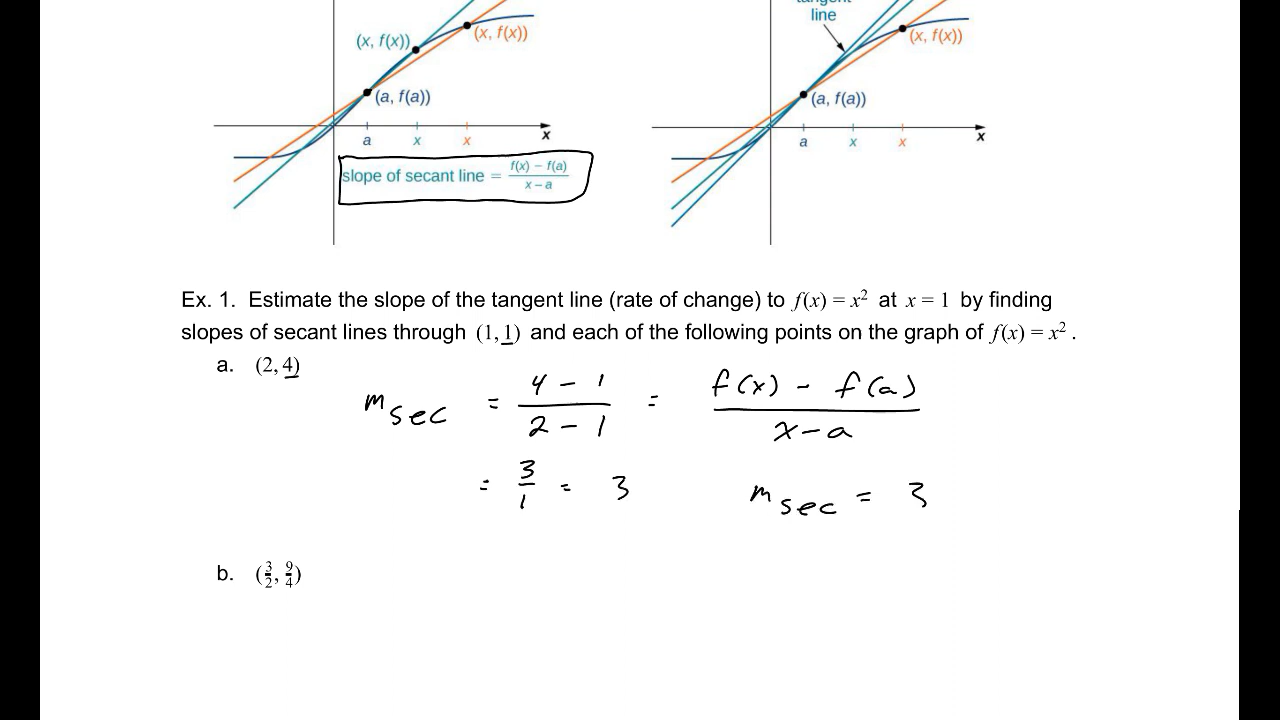 tangent
line
(x, f(x))
(x, f(x))
(x, f(x))
(a, f(a))
(a, f(a))
x
x
a x x
a x x
slope of secant line = f(x) − f(a) / x − a
Ex. 1. Estimate the slope of the tangent line (rate of change) to f(x) = x² at x = 1 by finding
slopes of secant lines through (1, 1) and each of the following points on the graph of f(x) = x² .
a. (2, 4)
m sec = 4 − 1 / 2 − 1 = f(x) − f(a) / x − a
= 3/1 = 3 m sec = 3
b. (3/2, 9/4)